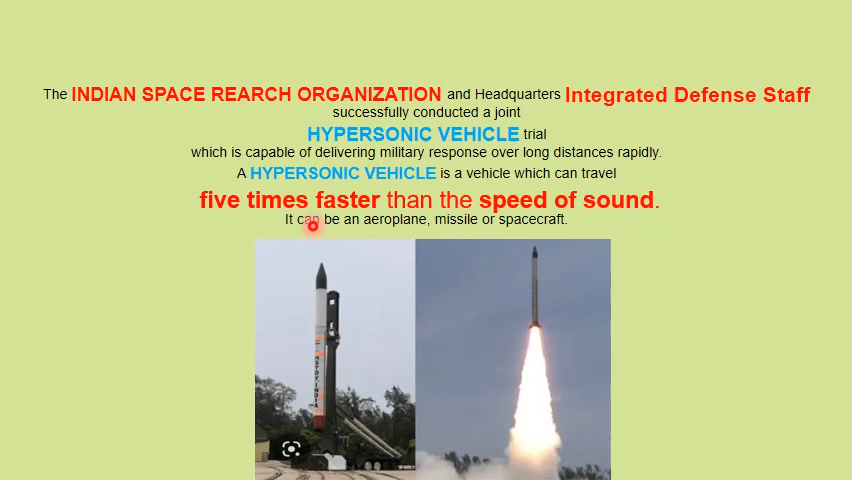 The INDIAN SPACE REARCH ORGANIZATION and Headquarters Integrated Defense Staff
successfully conducted a joint
HYPERSONIC VEHICLE trial
which is capable of delivering military response over long distances rapidly.
A HYPERSONIC VEHICLE is a vehicle which can travel
five times faster than the speed of sound.
It can be an aeroplane, missile or spacecraft.
HSTDV-INDIA